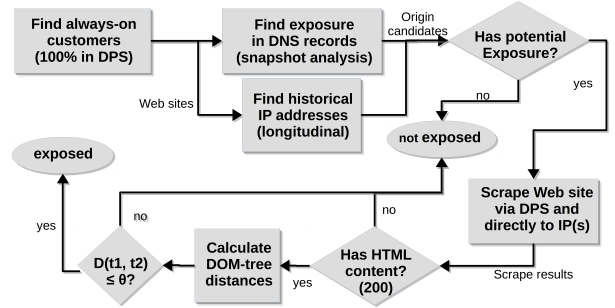 Find always-on
customers
(100% in DPS)
Find exposure
in DNS records
(snapshot analysis)
Origin
candidates
Has potential
Exposure?
Web sites
Find historical
IP addresses
(longitudinal)
no
yes
not exposed
exposed
Scrape Web site
via DPS and
directly to IP(s)
no
no
yes
D(t1, t2)
≤ θ?
Calculate
DOM-tree
distances
yes
Has HTML
content?
(200)
Scrape results